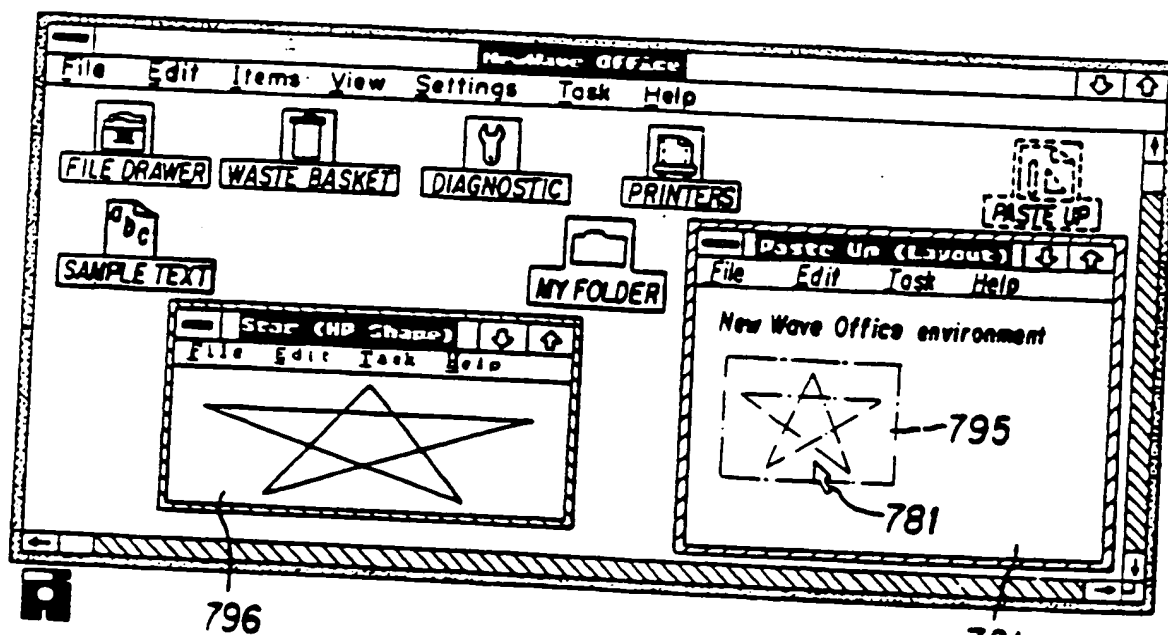 NewWave Office
File Edit Items View Settings Task Help
FILE DRAWER WASTE BASKET DIAGNOSTIC PRINTERS PASTE UP
abc
SAMPLE TEXT MY FOLDER
Star (HP Shape)
File Edit Task Help
Paste Up (Layout)
File Edit Task Help
New Wave Office environment
795
781
796